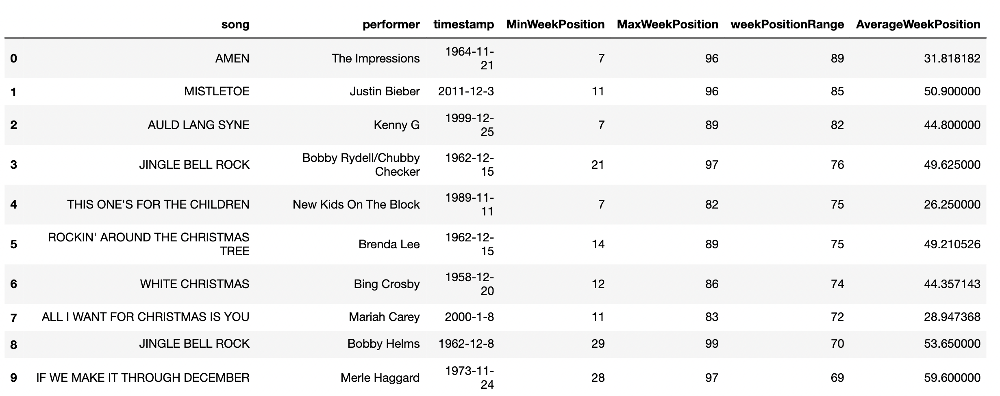 song performer timestamp MinWeekPosition MaxWeekPosition weekPositionRange AverageWeekPosition
0 AMEN The Impressions 1964-11-
21 7 96 89 31.818182
1 MISTLETOE Justin Bieber 2011-12-3 11 96 85 50.900000
2 AULD LANG SYNE Kenny G 1999-12-
25 7 89 82 44.800000
3 JINGLE BELL ROCK Bobby Rydell/Chubby
Checker 1962-12-
15 21 97 76 49.625000
4 THIS ONE'S FOR THE CHILDREN New Kids On The Block 1989-11-
11 7 82 75 26.250000
5 ROCKIN' AROUND THE CHRISTMAS
TREE Brenda Lee 1962-12-
15 14 89 75 49.210526
6 WHITE CHRISTMAS Bing Crosby 1958-12-
20 12 86 74 44.357143
7 ALL I WANT FOR CHRISTMAS IS YOU Mariah Carey 2000-1-8 11 83 72 28.947368
8 JINGLE BELL ROCK Bobby Helms 1962-12-8 29 99 70 53.650000
9 IF WE MAKE IT THROUGH DECEMBER Merle Haggard 1973-11-
24 28 97 69 59.600000